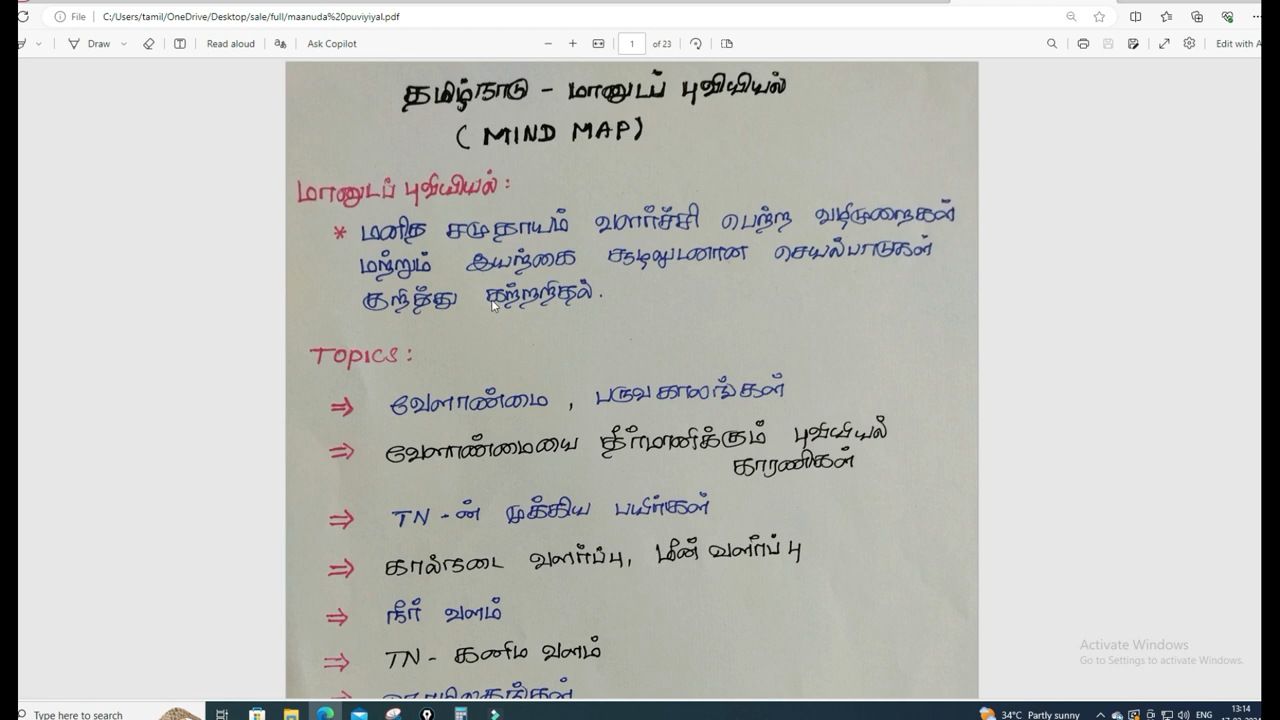 File C:/Users/tamil/OneDrive/Desktop/sale/full/maanuda%20puviyiyal.pdf
Draw Read aloud Ask Copilot 1 of 23 Edit with A
தமிழ்நாடு - மானுடப் புவியியல்
( MIND MAP)
மானுடப் புவியியல் :
* மனித சமுதாயம் வளர்ச்சி பெற்ற வழிமுறைகள்
மற்றும் இயற்கை சூழலுடனான செயல்பாடுகள்
குறித்து கற்றறிதல்.
TOPICS :
⇒ வேளாண்மை , பருவகாலங்கள்
⇒ வேளாண்மையை தீர்மானிக்கும் புவியியல்
காரணிகள்
⇒ TN - ன் முக்கிய பயிர்கள்
⇒ கால்நடை வளர்ப்பு, மீன் வளர்ப்பு
⇒ நீர் வளம்
⇒ TN - கனிம வளம்
Activate Windows
Go to Settings to activate Windows.
Type here to search 34°C Partly sunny ENG 13:14